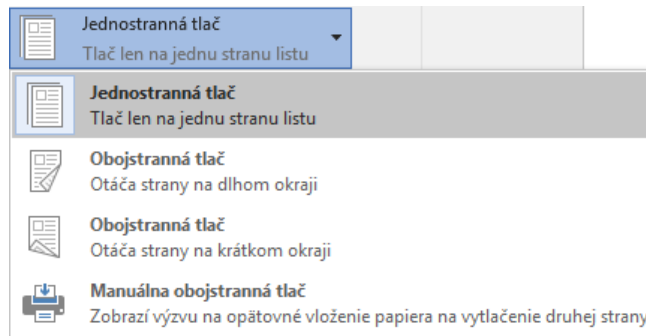 Jednostranná tlač
Tlač len na jednu stranu listu
Jednostranná tlač
Tlač len na jednu stranu listu
Obojstranná tlač
Otáča strany na dlhom okraji
Obojstranná tlač
Otáča strany na krátkom okraji
Manuálna obojstranná tlač
Zobrazí výzvu na opätovné vloženie papiera na vytlačenie druhej strany